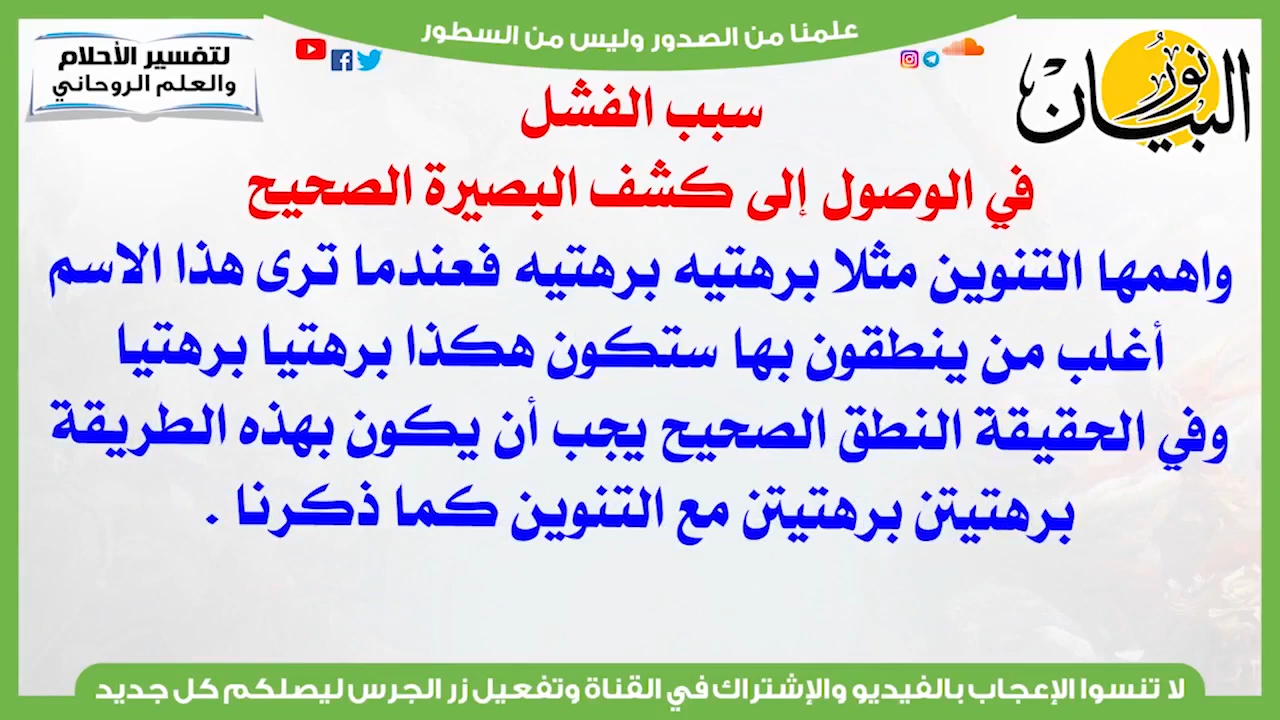 علمنا من الصدور وليس من السطور
نور البيان
لتفسير الأحلام
والعلم الروحاني
سبب الفشل
في الوصول إلى كشف البصيرة الصحيح
واهمها التنوين مثلا برهتيه برهتيه فعندما ترى هذا الاسم
أغلب من ينطقون بها ستكون هكذا برهتيا برهتيا
وفي الحقيقة النطق الصحيح يجب أن يكون بهذه الطريقة
برهتيتن برهتيتن مع التنوين كما ذكرنا .
لا تنسوا الإعجاب بالفيديو والإشتراك في القناة وتفعيل زر الجرس ليصلكم كل جديد